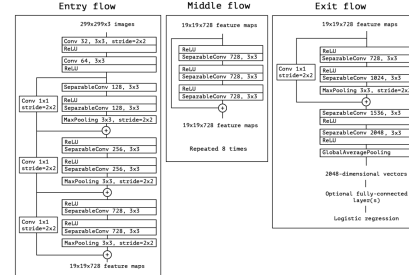 Entry flow
299x299x3 images
Conv 32, 3x3, stride=2x2
ReLU
Conv 64, 3x3
ReLU
SeparableConv 128, 3x3
Conv 1x1
stride=2x2
ReLU
SeparableConv 128, 3x3
MaxPooling 3x3, stride=2x2
+
ReLU
SeparableConv 256, 3x3
Conv 1x1
stride=2x2
ReLU
SeparableConv 256, 3x3
MaxPooling 3x3, stride=2x2
+
ReLU
SeparableConv 728, 3x3
Conv 1x1
stride=2x2
ReLU
SeparableConv 728, 3x3
MaxPooling 3x3, stride=2x2
+
19x19x728 feature maps
Middle flow
19x19x728 feature maps
ReLU
SeparableConv 728, 3x3
ReLU
SeparableConv 728, 3x3
ReLU
SeparableConv 728, 3x3
+
19x19x728 feature maps
Repeated 8 times
Exit flow
19x19x728 feature maps
ReLU
SeparableConv 728, 3x3
Conv 1x1
stride=2x2
ReLU
SeparableConv 1024, 3x3
MaxPooling 3x3, stride=2x2
+
SeparableConv 1536, 3x3
ReLU
SeparableConv 2048, 3x3
ReLU
GlobalAveragePooling
2048-dimensional vectors
Optional fully-connected
layer(s)
Logistic regression